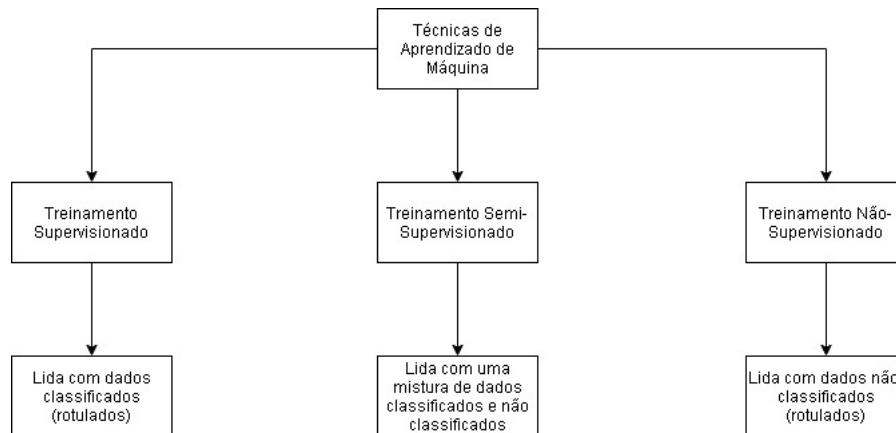 Técnicas de
Aprendizado de
Máquina
Treinamento
Supervisionado
Treinamento Semi-
Supervisionado
Treinamento Não-
Supervisionado
Lida com dados
classificados
(rotulados)
Lida com uma
mistura de dados
classificados e não
classificados
Lida com dados não
classificados
(rotulados)